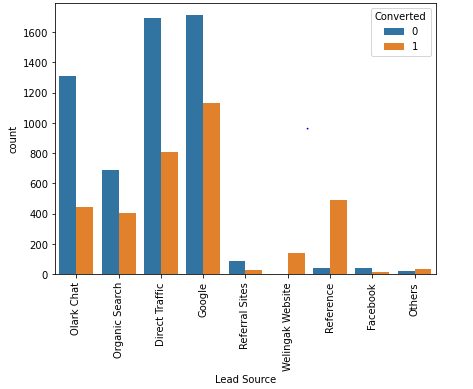 Converted
0
1
1600
1400
1200
1000
800
600
400
200
0
count
Olark Chat
Organic Search
Direct Traffic
Google
Referral Sites
Welingak Website
Reference
Facebook
Others
Lead Source